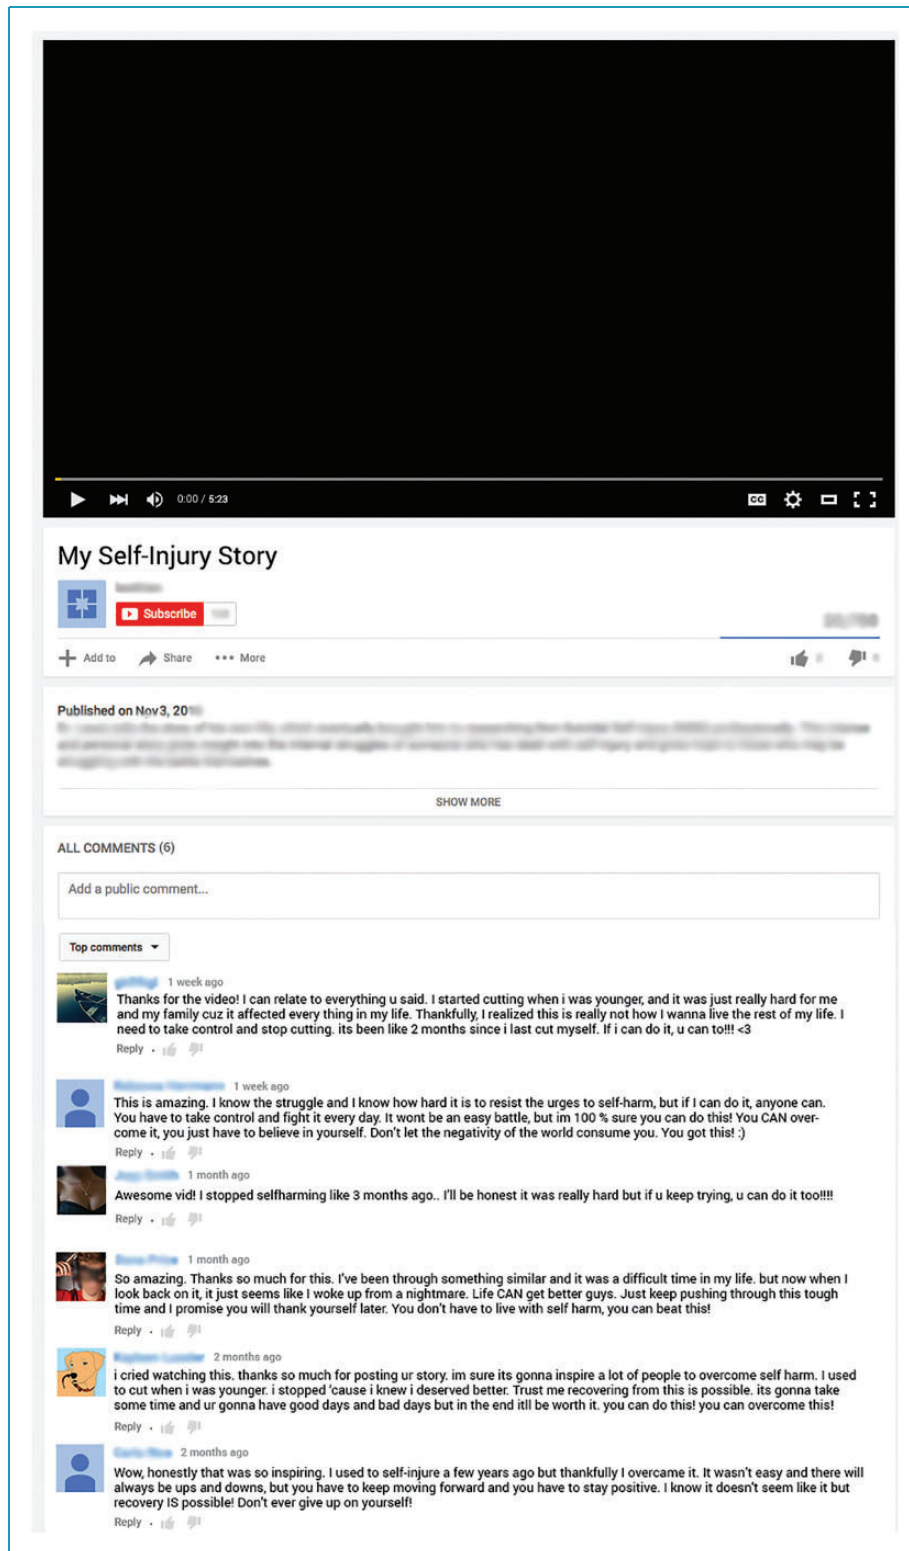 0:00 / 5:23
CC
My Self-Injury Story
Subscribe
Add to
Share
More
Published on Nov 3, 20
SHOW MORE
ALL COMMENTS (6)
Add a public comment...
Top comments
1 week ago
Thanks for the video! I can relate to everything u said. I started cutting when i was younger, and it was just really hard for me
and my family cuz it affected every thing in my life. Thankfully, I realized this is really not how I wanna live the rest of my life. I
need to take control and stop cutting. its been like 2 months since i last cut myself. If i can do it, u can to!!! <3
Reply
1 week ago
This is amazing. I know the struggle and I know how hard it is to resist the urges to self-harm, but if I can do it, anyone can.
You have to take control and fight it every day. It wont be an easy battle, but im 100 % sure you can do this! You CAN over-
come it, you just have to believe in yourself. Don't let the negativity of the world consume you. You got this! :)
Reply
1 month ago
Awesome vid! I stopped selfharming like 3 months ago.. I'll be honest it was really hard but if u keep trying, u can do it too!!!!
Reply
1 month ago
So amazing. Thanks so much for this. I've been through something similar and it was a difficult time in my life. but now when I
look back on it, it just seems like I woke up from a nightmare. Life CAN get better guys. Just keep pushing through this tough
time and I promise you will thank yourself later. You don't have to live with self harm, you can beat this!
Reply
2 months ago
i cried watching this. thanks so much for posting ur story. im sure its gonna inspire a lot of people to overcome self harm. I used
to cut when i was younger. i stopped 'cause i knew i deserved better. Trust me recovering from this is possible. its gonna take
some time and ur gonna have good days and bad days but in the end itll be worth it. you can do this! you can overcome this!
Reply
2 months ago
Wow, honestly that was so inspiring. I used to self-injure a few years ago but thankfully I overcame it. It wasn't easy and there will
always be ups and downs, but you have to keep moving forward and you have to stay positive. I know it doesn't seem like it but
recovery IS possible! Don't ever give up on yourself!
Reply